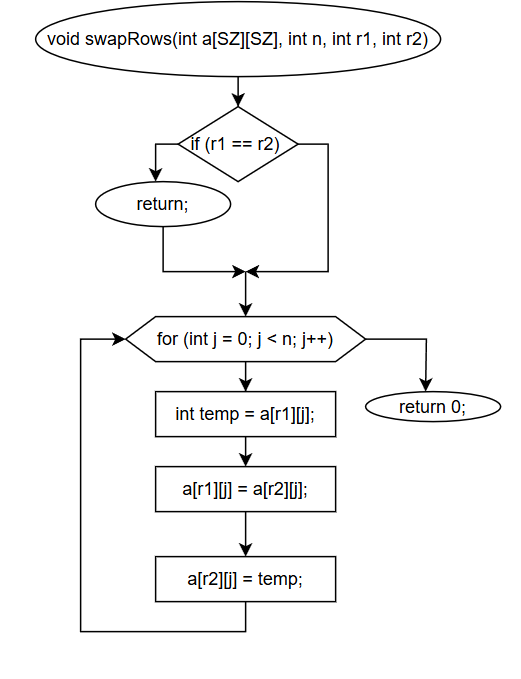 void swapRows(int a[SZ][SZ], int n, int r1, int r2)
if (r1 == r2)
return;
for (int j = 0; j < n; j++)
int temp = a[r1][j];
return 0;
a[r1][j] = a[r2][j];
a[r2][j] = temp;